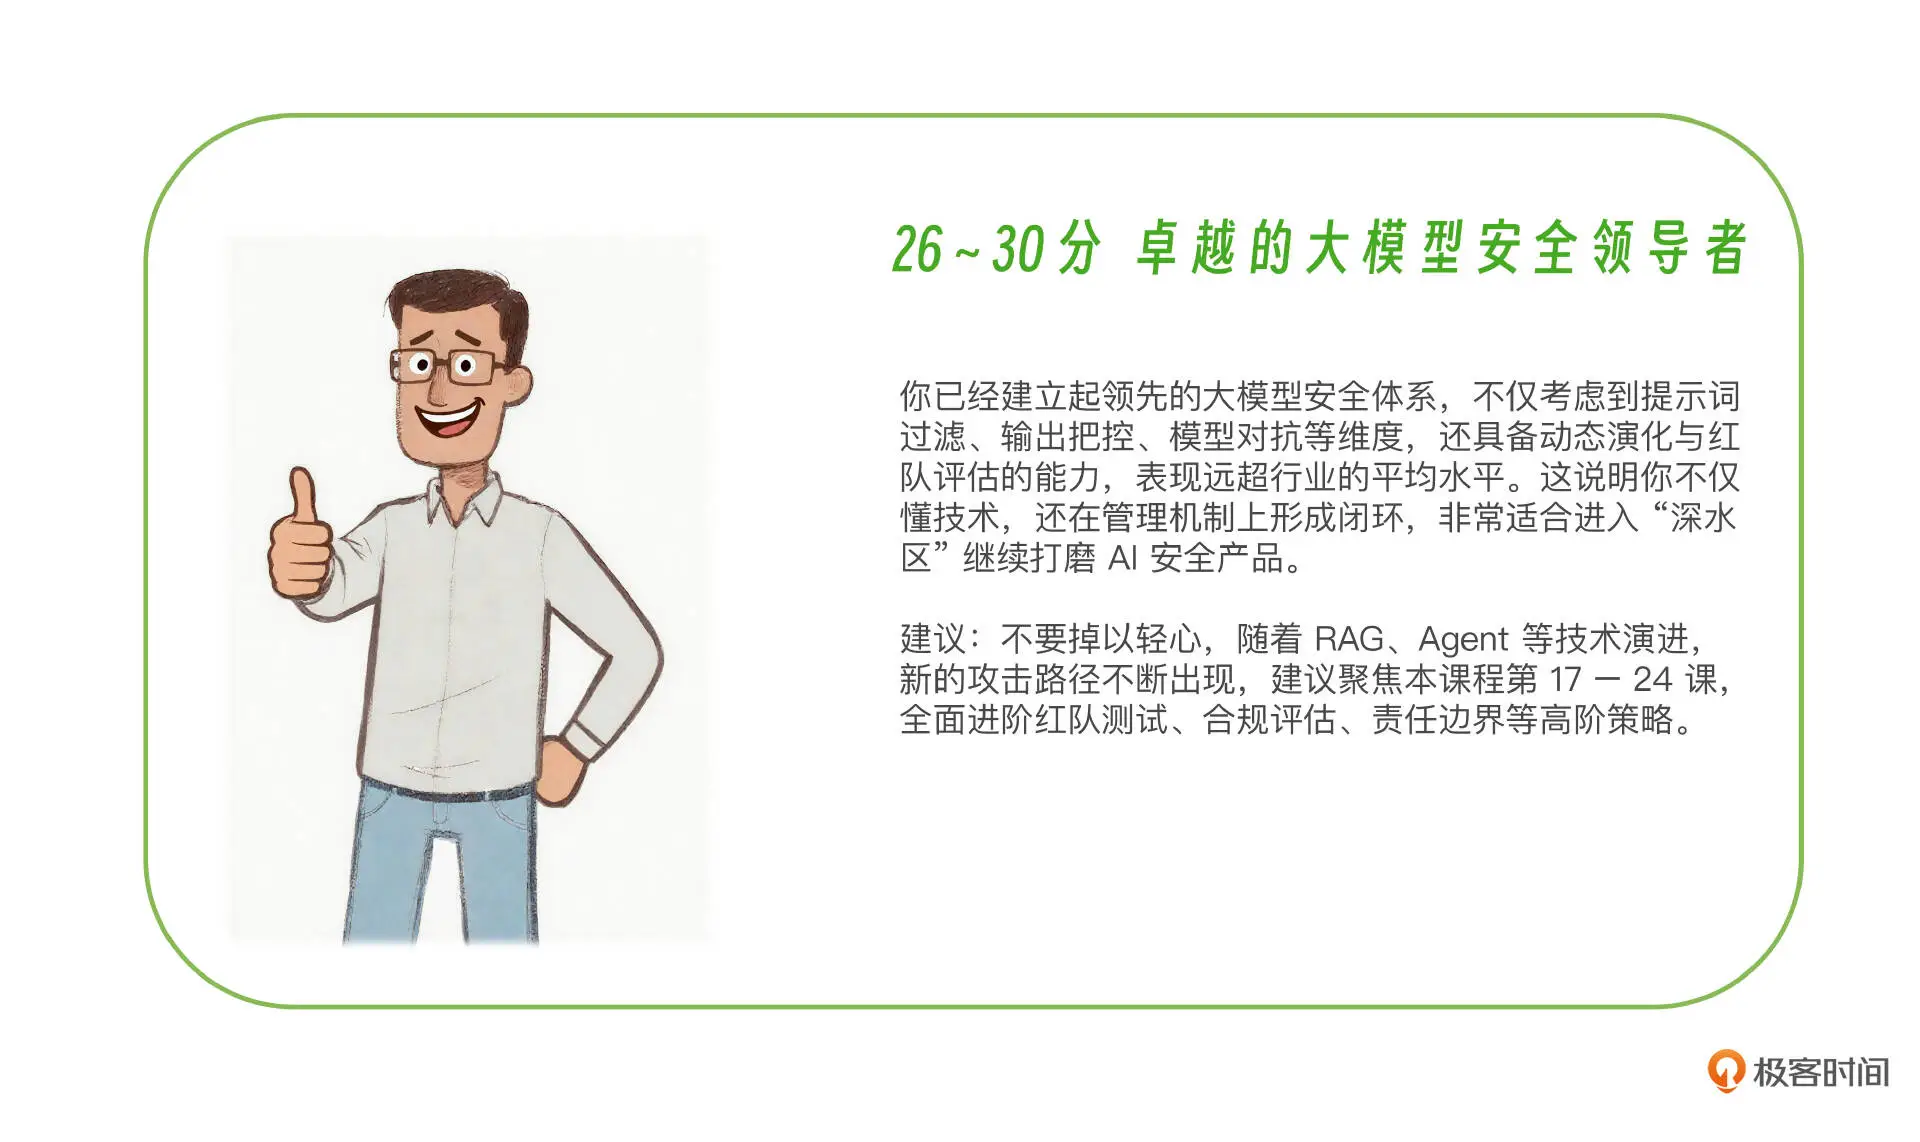 26~30分 卓越的大模型安全领导者
你已经建立起领先的大模型安全体系，不仅考虑到提示词
过滤、输出把控、模型对抗等维度，还具备动态演化与红
队评估的能力，表现远超行业的平均水平。这说明你不仅
懂技术，还在管理机制上形成闭环，非常适合进入“深水
区”继续打磨 AI 安全产品。
建议：不要掉以轻心，随着 RAG、Agent 等技术演进，
新的攻击路径不断出现，建议聚焦本课程第 17 – 24 课，
全面进阶红队测试、合规评估、责任边界等高阶策略。
极客时间